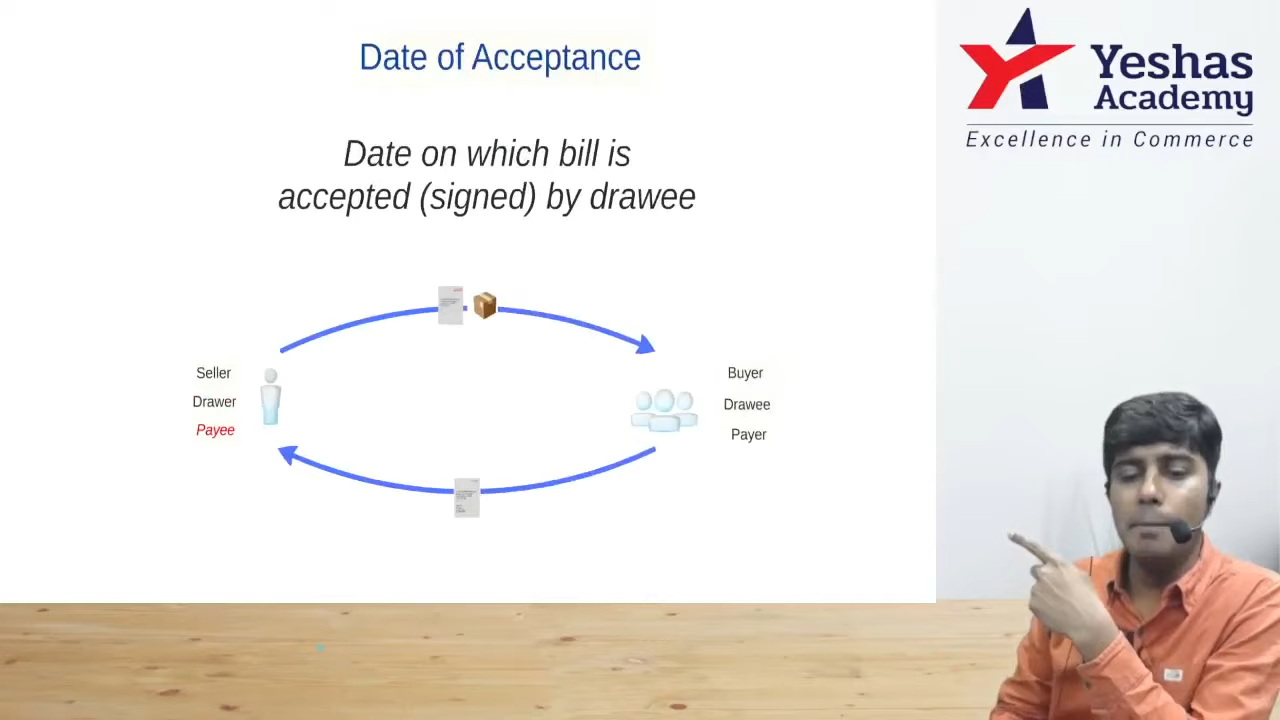 Date of Acceptance
Date on which bill is
accepted (signed) by drawee
Seller
Drawer
Payee
Buyer
Drawee
Payer
Yeshas
Academy
Excellence in Commerce